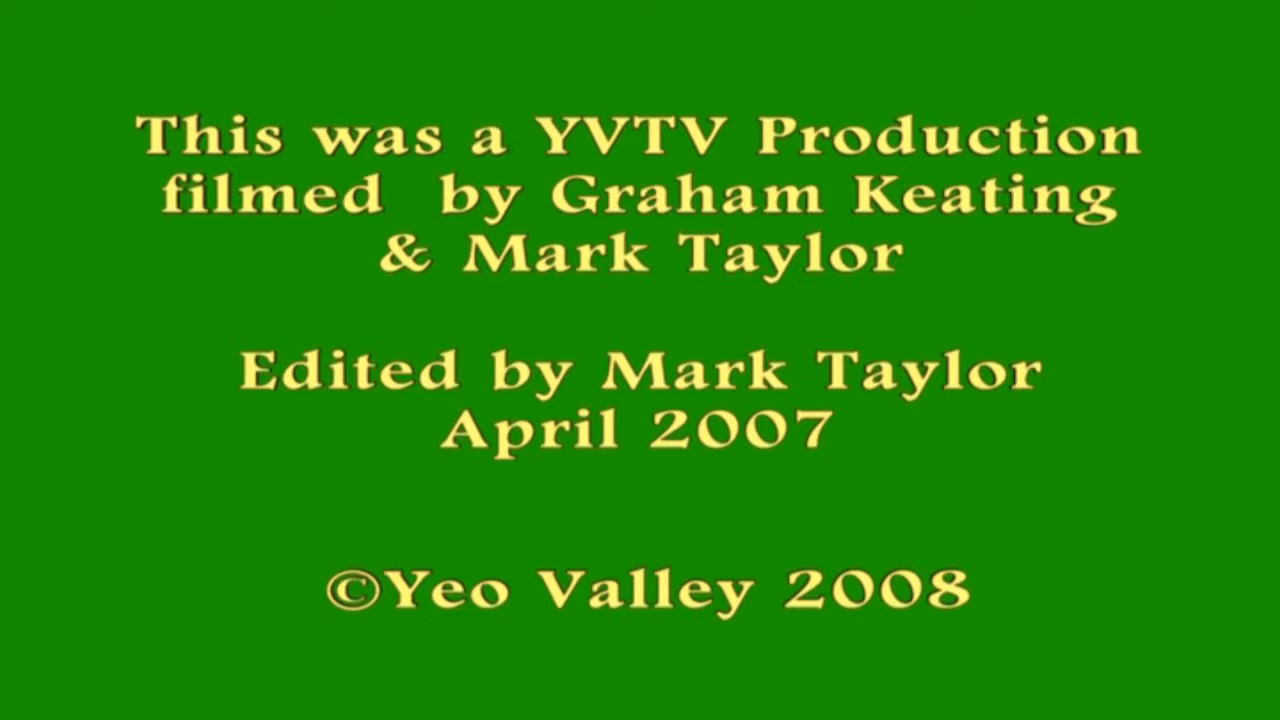 This was a YVTV Production
filmed by Graham Keating
& Mark Taylor
Edited by Mark Taylor
April 2007
©Yeo Valley 2008